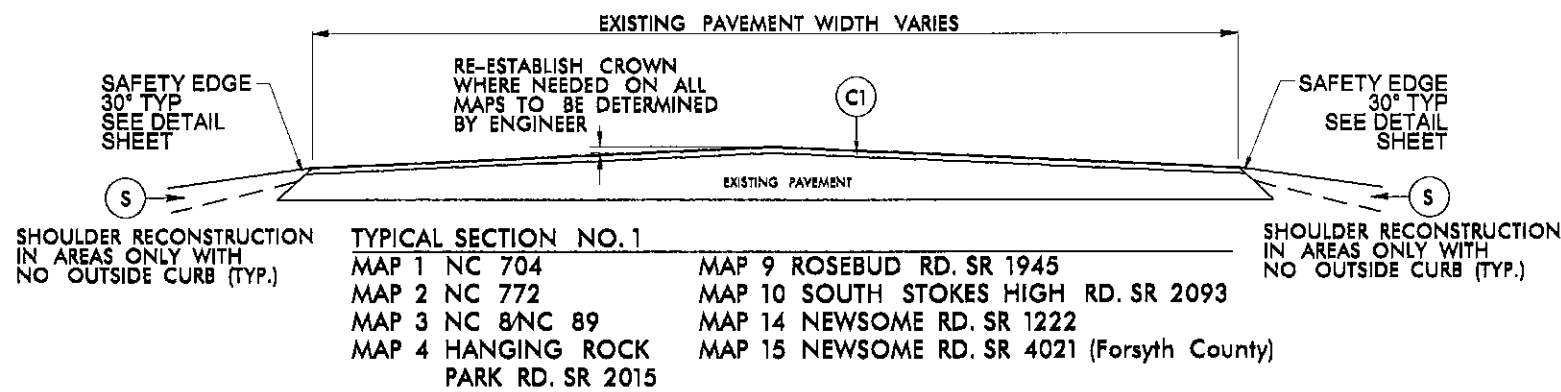 EXISTING PAVEMENT WIDTH VARIES
SAFETY EDGE
30° TYP
SEE DETAIL
SHEET
RE-ESTABLISH CROWN
WHERE NEEDED ON ALL
MAPS TO BE DETERMINED
BY ENGINEER
C1
SAFETY EDGE
30° TYP
SEE DETAIL
SHEET
EXISTING PAVEMENT
S
S
SHOULDER RECONSTRUCTION
IN AREAS ONLY WITH
NO OUTSIDE CURB (TYP.)
SHOULDER RECONSTRUCTION
IN AREAS ONLY WITH
NO OUTSIDE CURB (TYP.)
TYPICAL SECTION NO. 1
MAP 1 NC 704
MAP 2 NC 772
MAP 3 NC 8/NC 89
MAP 4 HANGING ROCK
PARK RD. SR 2015
MAP 9 ROSEBUD RD. SR 1945
MAP 10 SOUTH STOKES HIGH RD. SR 2093
MAP 14 NEWSOME RD. SR 1222
MAP 15 NEWSOME RD. SR 4021 (Forsyth County)